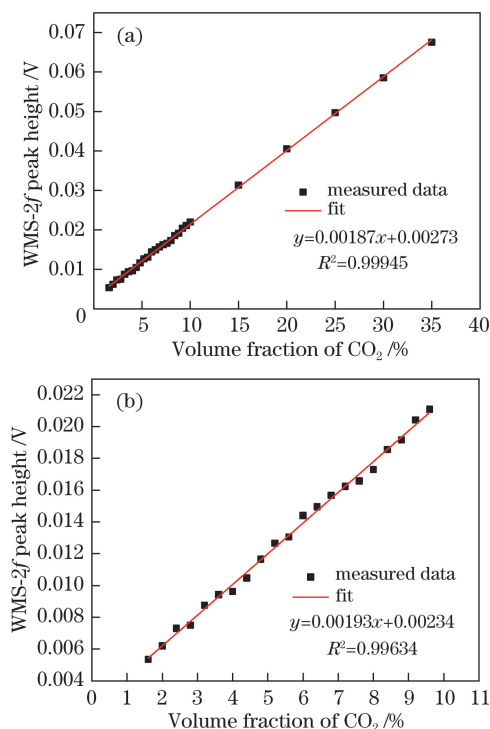 (a)
WMS-2f peak height /V
0.07
0.06
0.05
0.04
0.03
0.02
0.01
0
measured data
fit
y=0.00187x+0.00273
R²=0.99945
5 10 15 20 25 30 35 40
Volume fraction of CO₂ /%
(b)
WMS-2f peak height /V
0.022
0.020
0.018
0.016
0.014
0.012
0.010
0.008
0.006
0.004
measured data
fit
y=0.00193x+0.00234
R²=0.99634
0 1 2 3 4 5 6 7 8 9 10 11
Volume fraction of CO₂ /%